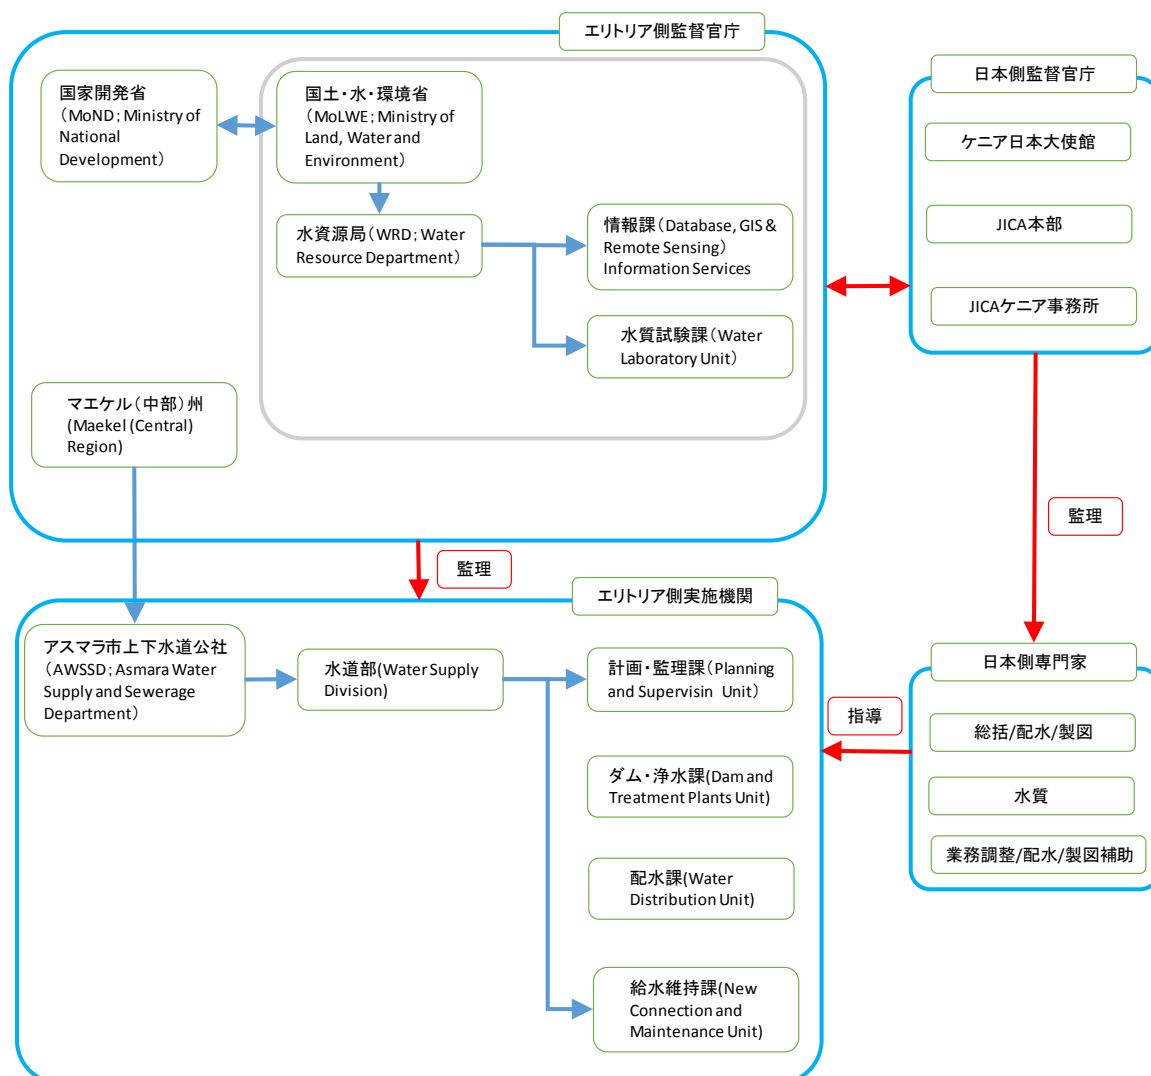 エリトリア側監督官庁
国家開発省
（MoND；Ministry of
National
Development）
国土・水・環境省
（MoLWE；Ministry of
Land, Water and
Environment）
水資源局（WRD；Water
Resource Department）
情報課（Database, GIS &
Remote Sensing）
Information Services
水質試験課（Water
Laboratory Unit）
マエケル（中部）州
(Maekel (Central)
Region)
日本側監督官庁
ケニア日本大使館
JICA本部
JICAケニア事務所
監理
監理
エリトリア側実施機関
アスマラ市上下水道公社
（AWSSD；Asmara Water
Supply and Sewerage
Department）
水道部(Water Supply
Division)
計画・監理課（Planning
and Supervisin Unit）
ダム・浄水課(Dam and
Treatment Plants Unit)
配水課(Water
Distribution Unit)
給水維持課(New
Connection and
Maintenance Unit)
指導
日本側専門家
総括/配水/製図
水質
業務調整/配水/製図補助